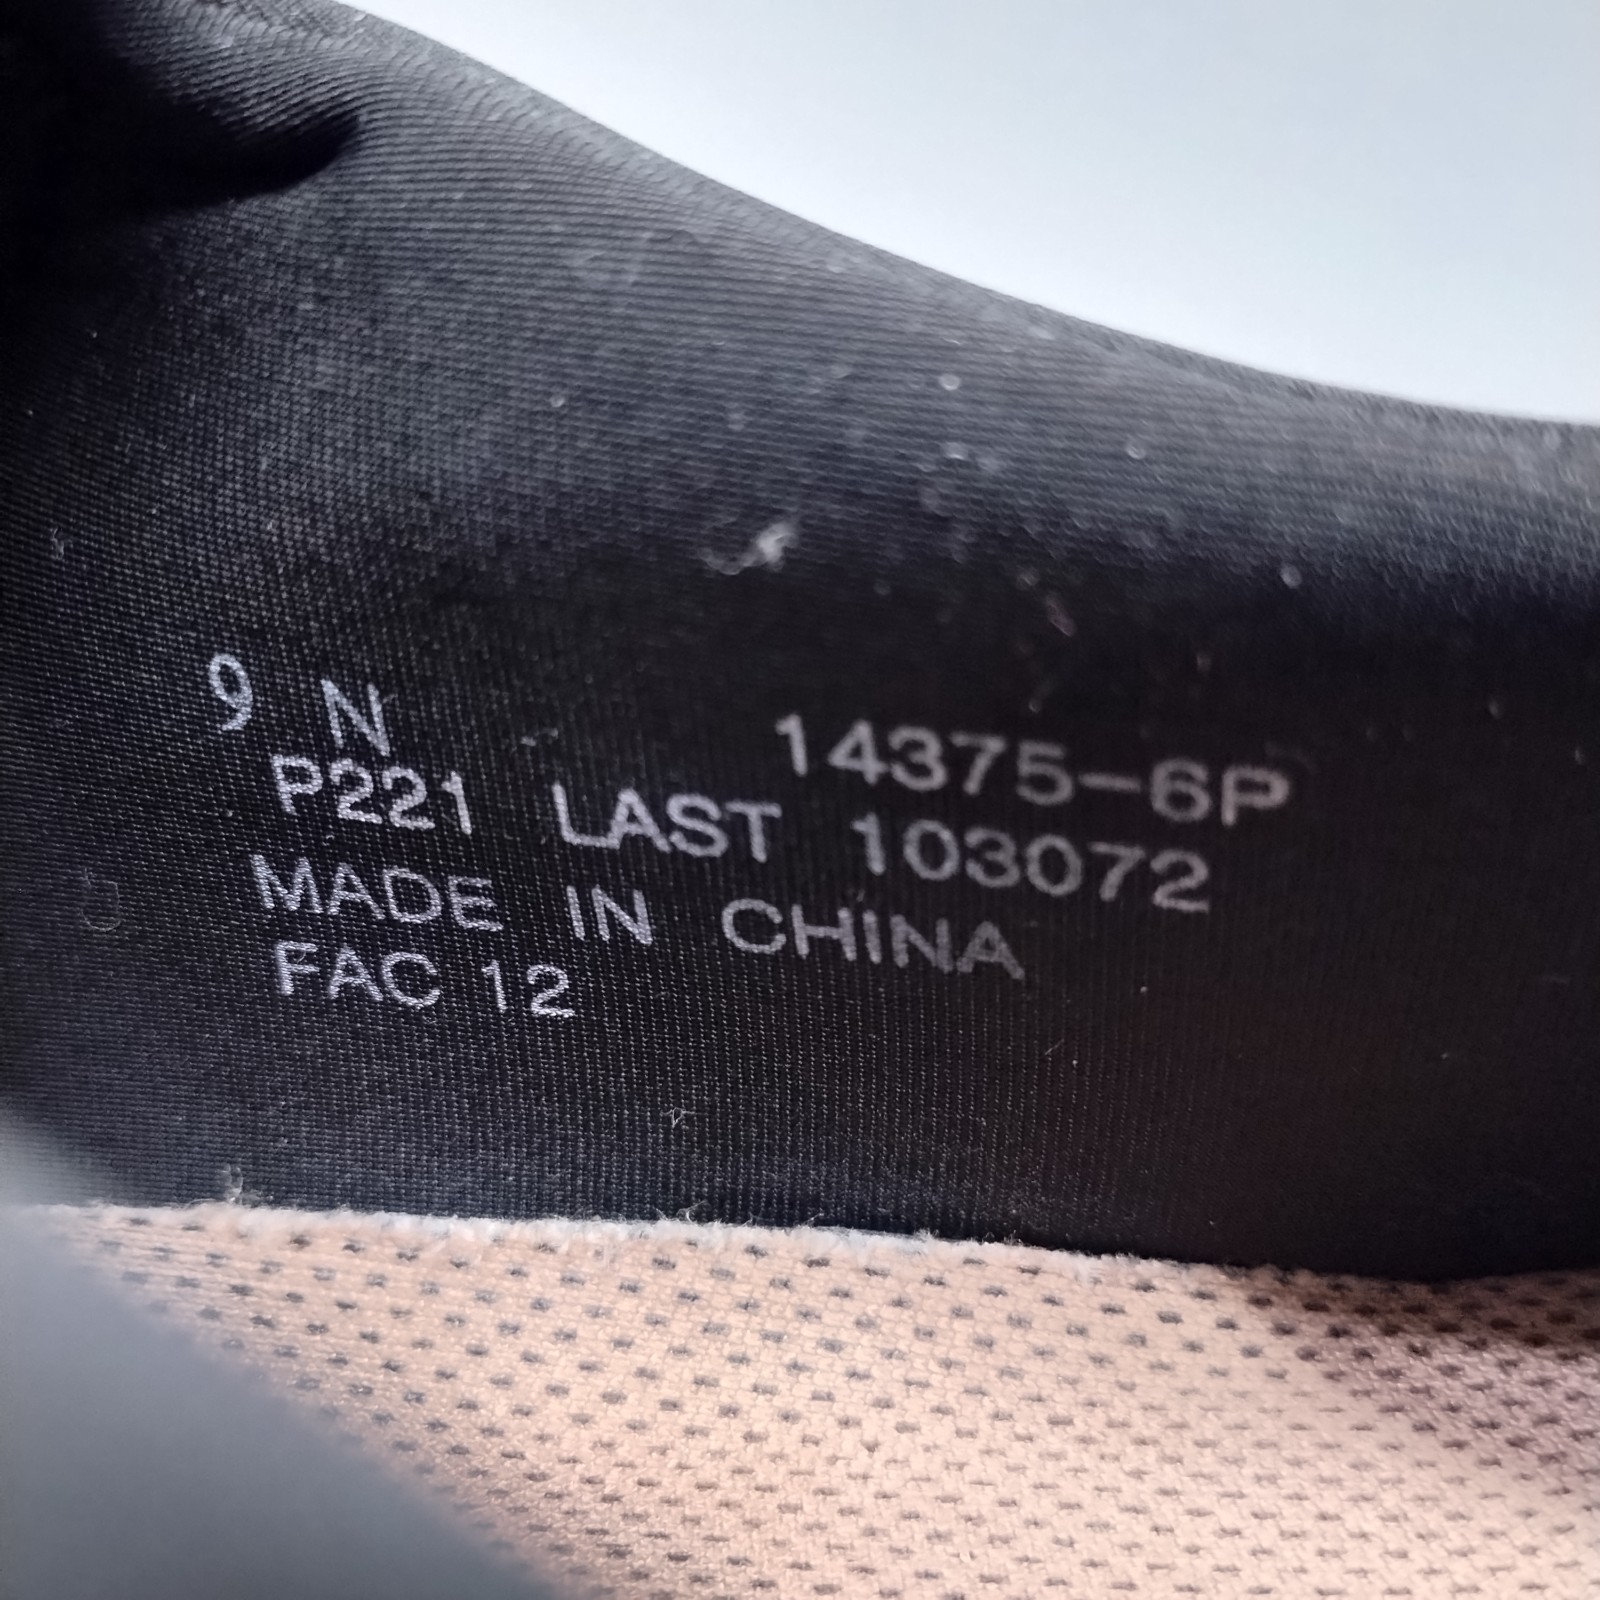 9 N 14375-6P
P221 LAST 103072
MADE IN CHINA
FAC 12